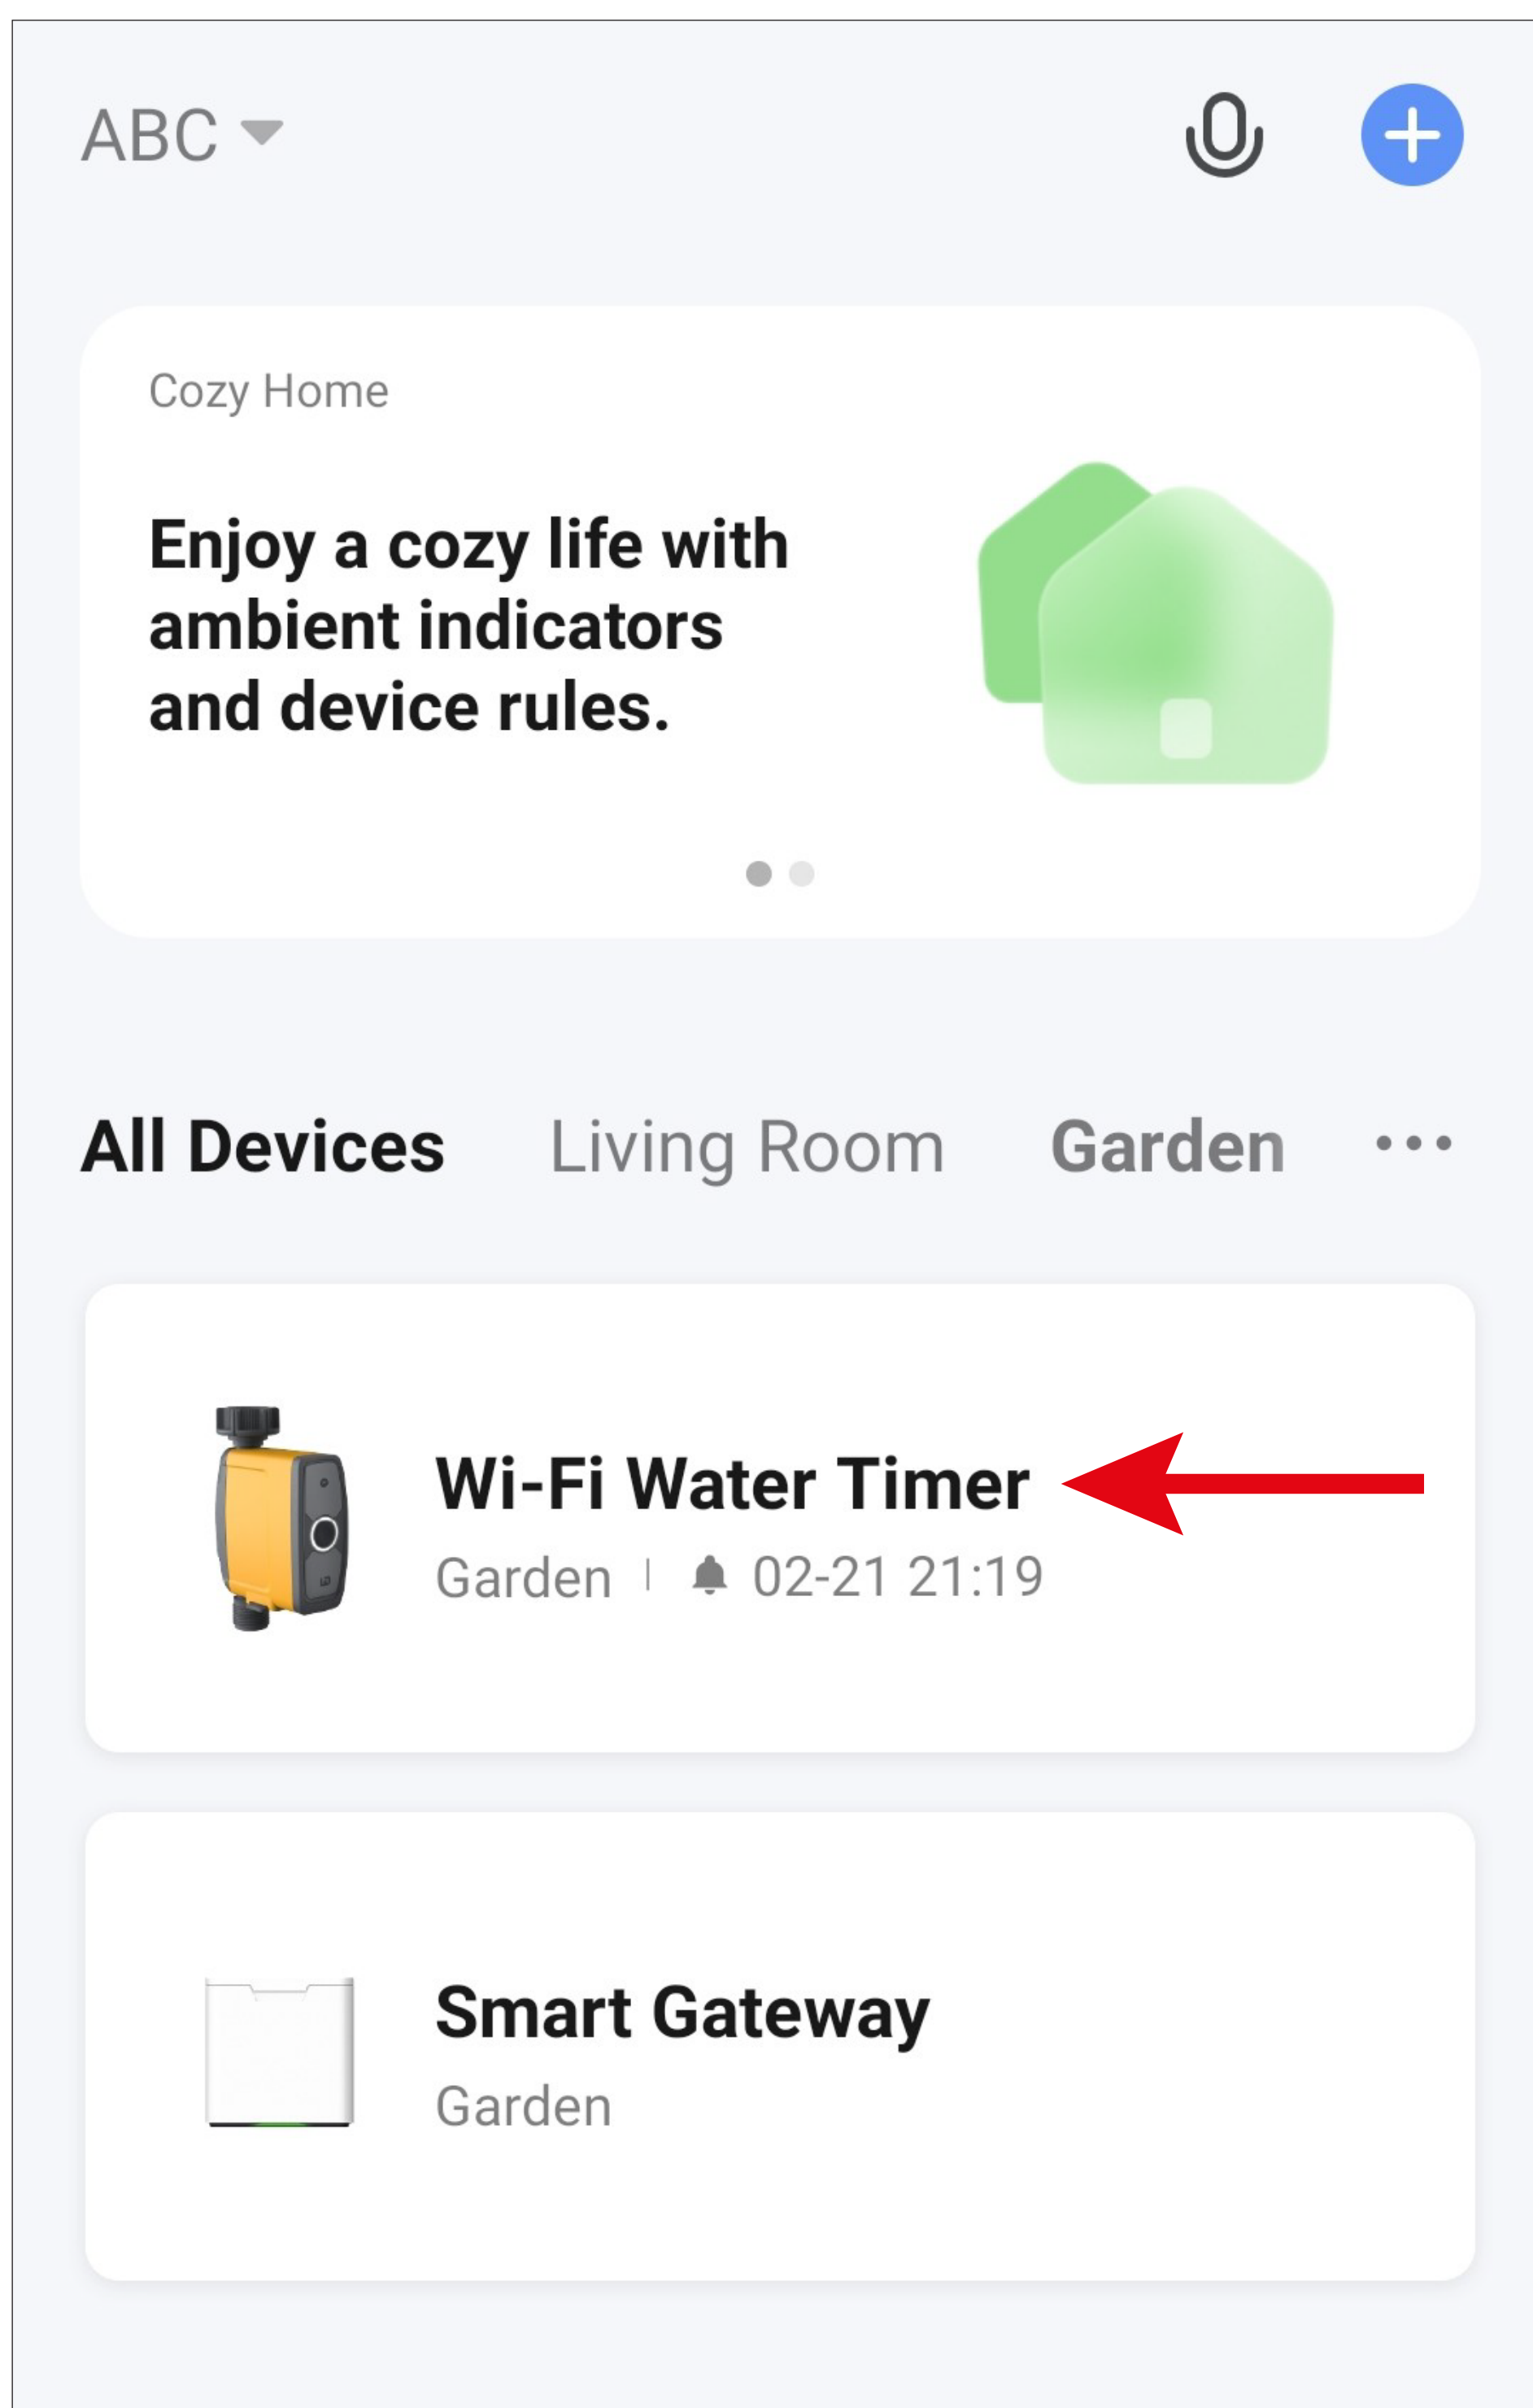 ABC
Cozy Home
Enjoy a cozy life with
ambient indicators
and device rules.
All Devices Living Room Garden
Wi-Fi Water Timer
Garden | 02-21 21:19
Smart Gateway
Garden